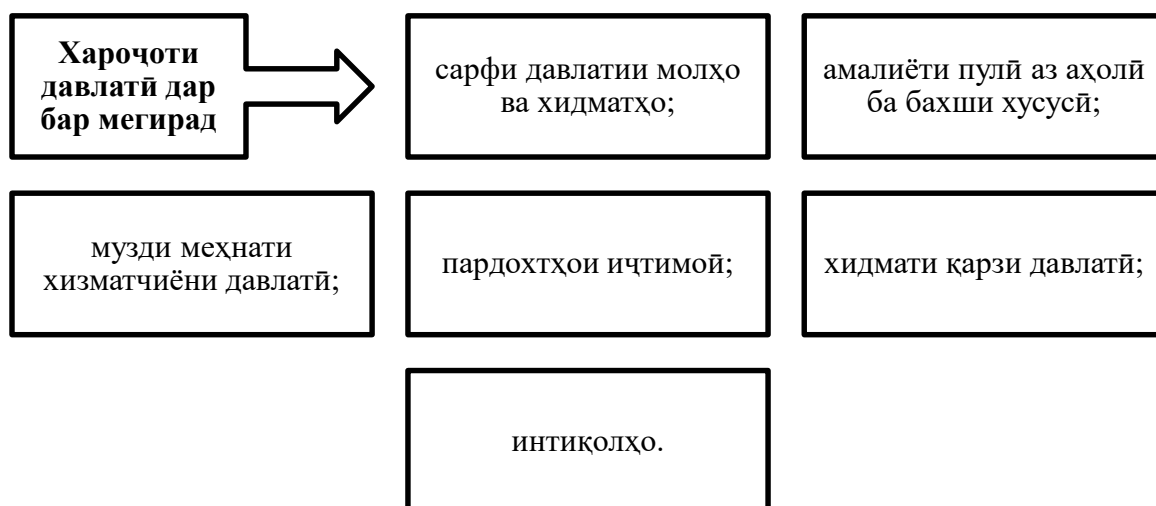 Хароҷоти
давлатӣ дар
бар мегирад
сарфи давлатии молҳо
ва хидматҳо;
амалиёти пулӣ аз аҳолӣ
ба бахши хусусӣ;
музди меҳнати
хизматчиёни давлатӣ;
пардохтҳои иҷтимоӣ;
хидмати қарзи давлатӣ;
интиқолҳо.